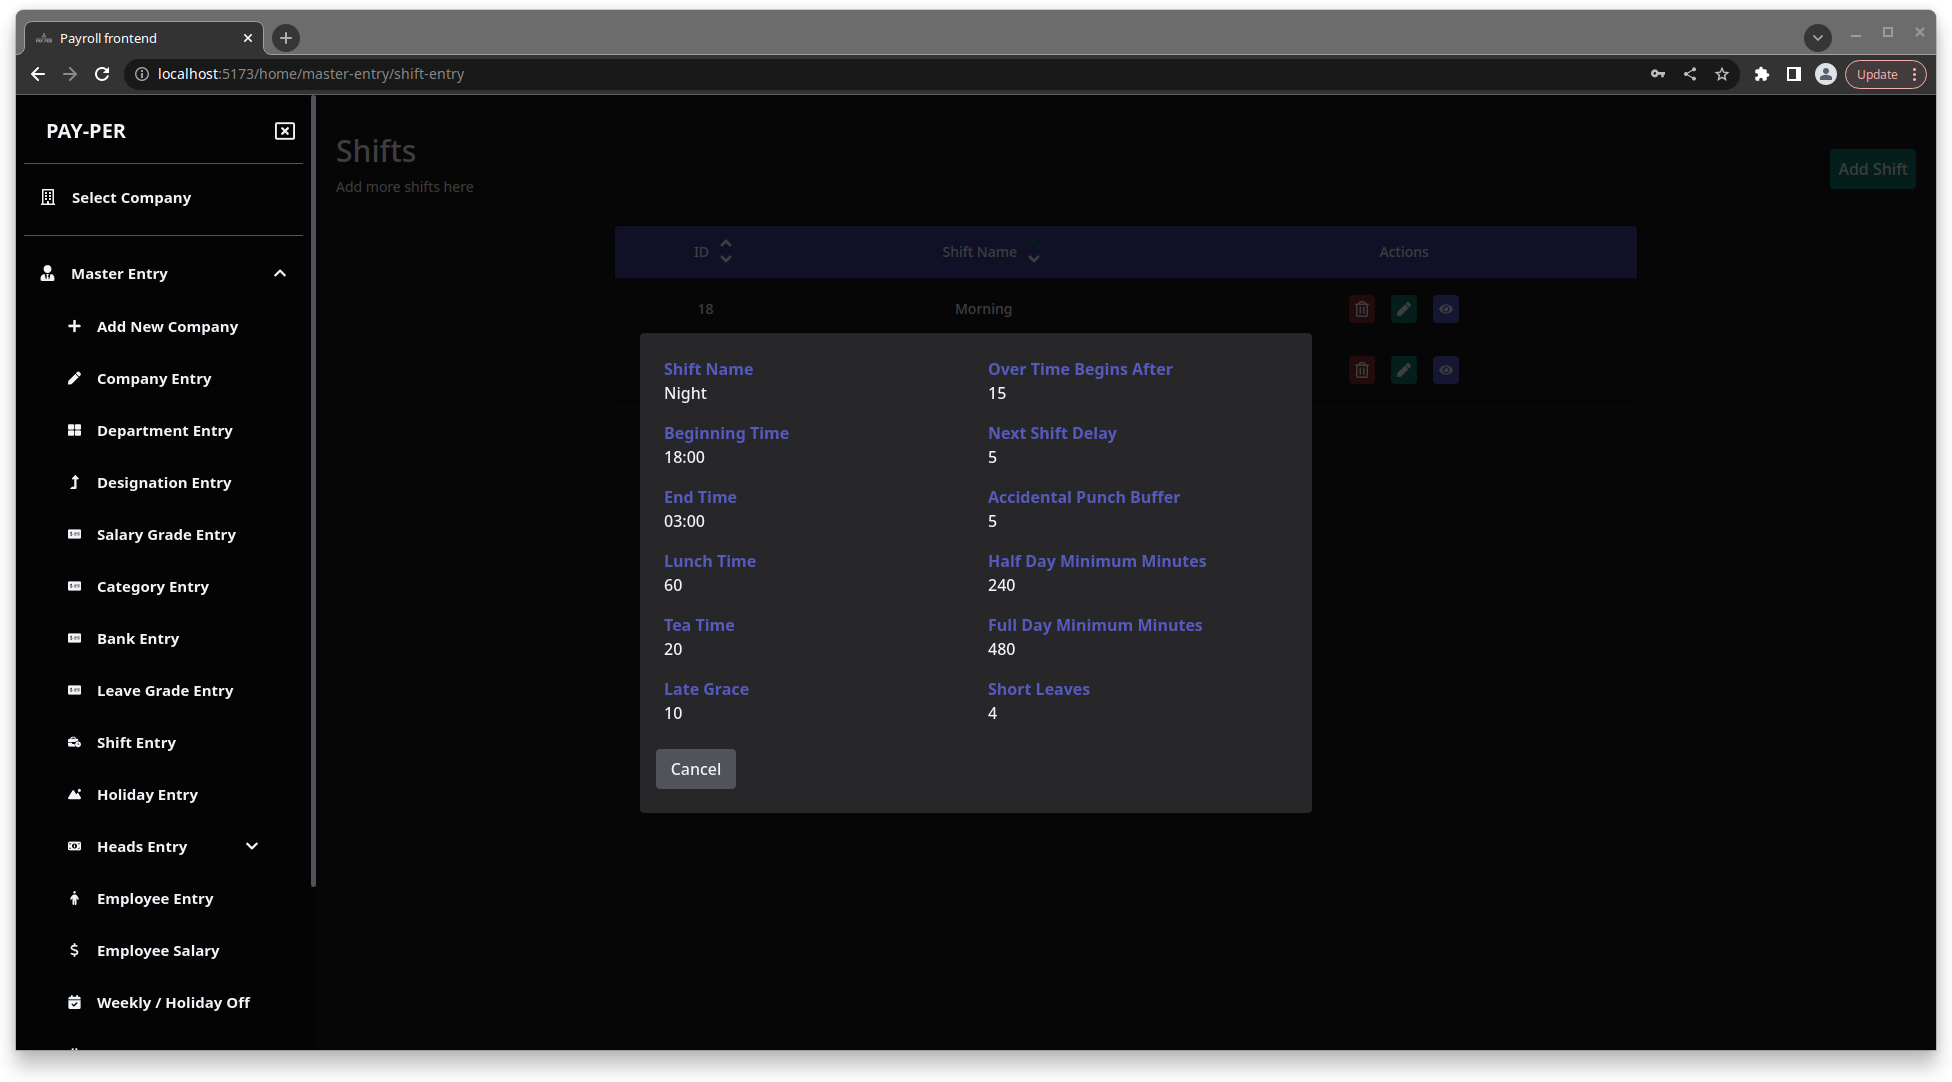 Payroll frontend
localhost:5173/home/master-entry/shift-entry
Update
PAY-PER
Select Company
Master Entry
Add New Company
Company Entry
Department Entry
Designation Entry
Salary Grade Entry
Category Entry
Bank Entry
Leave Grade Entry
Shift Entry
Holiday Entry
Heads Entry
Employee Entry
Employee Salary
Weekly / Holiday Off
Shifts
Add more shifts here
Add Shift
ID
Shift Name
Actions
18
Morning
Shift Name
Night
Beginning Time
18:00
End Time
03:00
Lunch Time
60
Tea Time
20
Late Grace
10
Over Time Begins After
15
Next Shift Delay
5
Accidental Punch Buffer
5
Half Day Minimum Minutes
240
Full Day Minimum Minutes
480
Short Leaves
4
Cancel